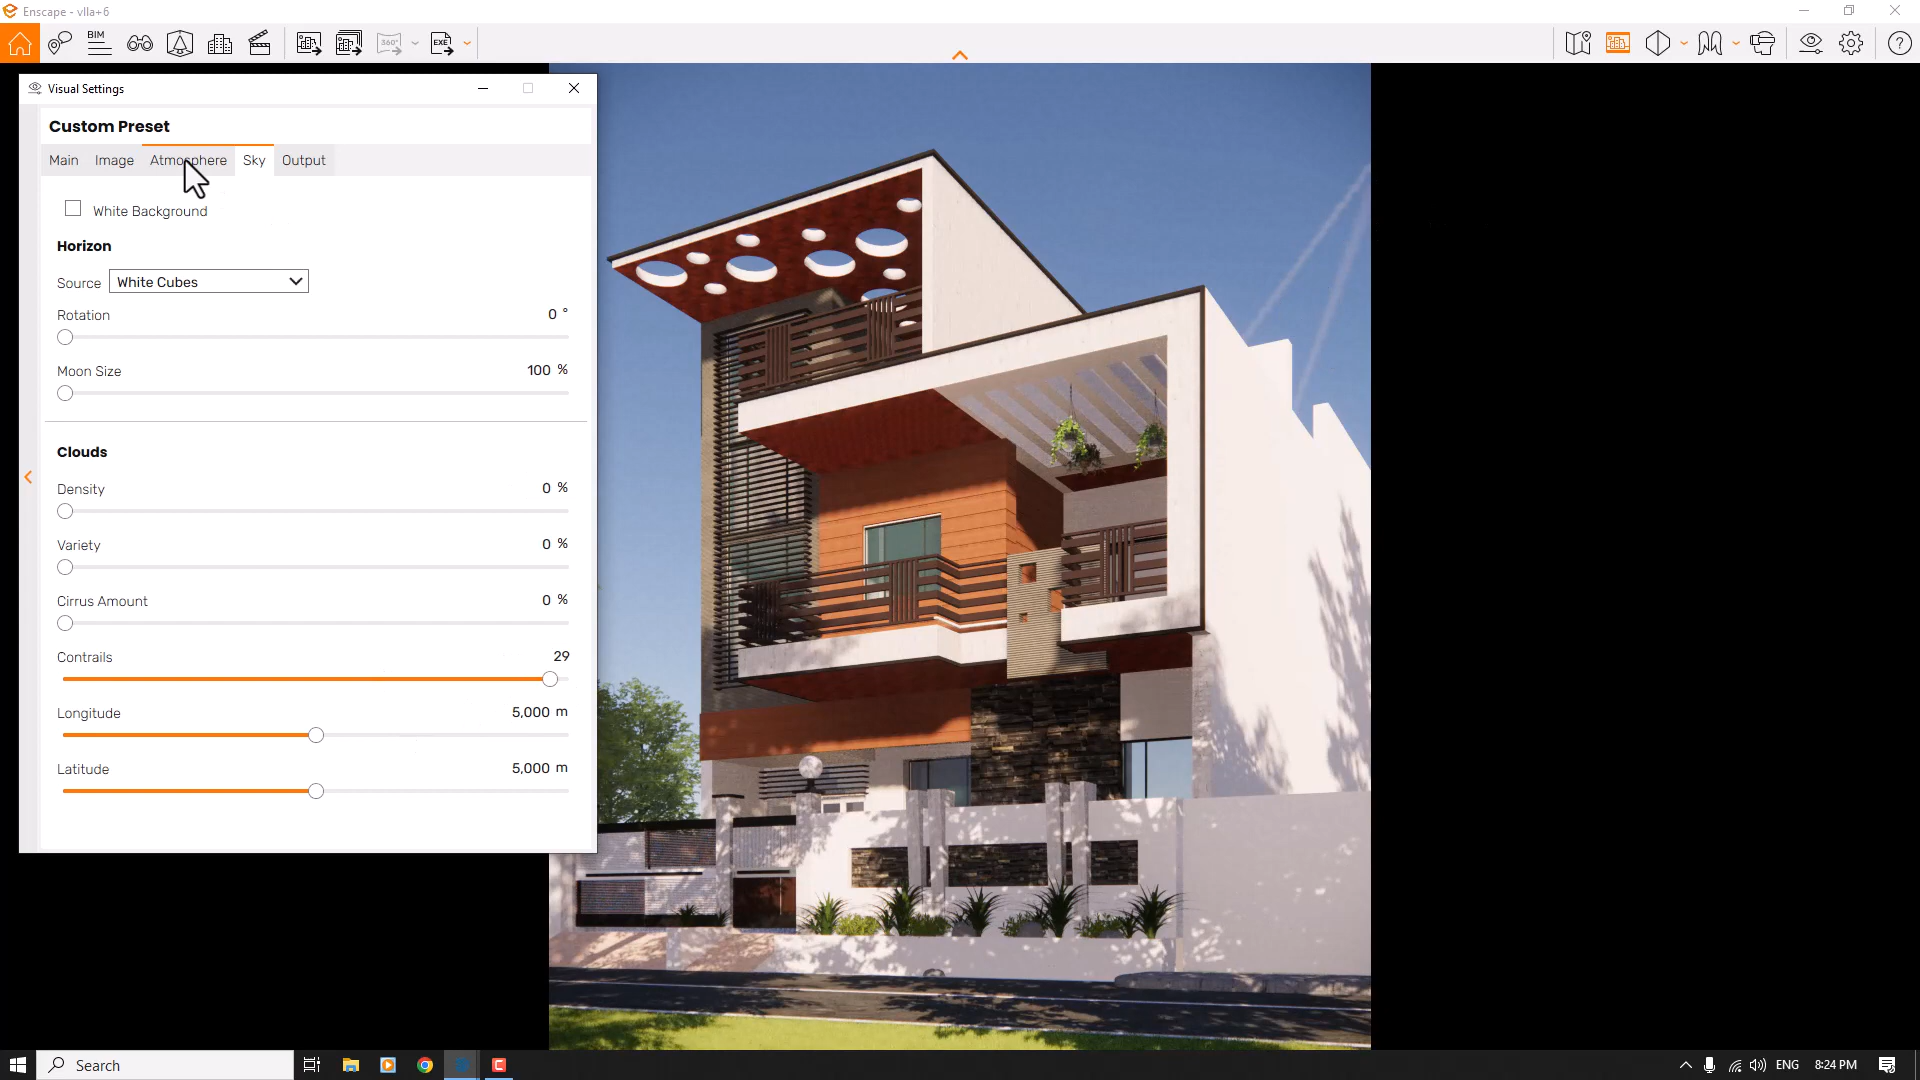 Enscape - vlla+6
BIM
360°
EXE
Visual Settings
Custom Preset
Main Image Atmosphere Sky Output
White Background
Horizon
Source White Cubes
Rotation 0 °
Moon Size 100 %
Clouds
Density 0 %
Variety 0 %
Cirrus Amount 0 %
Contrails 29
Longitude 5,000 m
Latitude 5,000 m
Search
ENG 8:24 PM